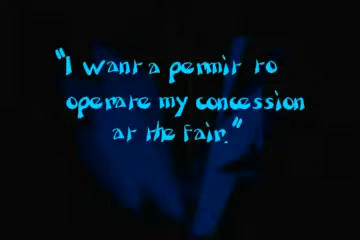 "I want a permit to
operate my concession
at the fair."